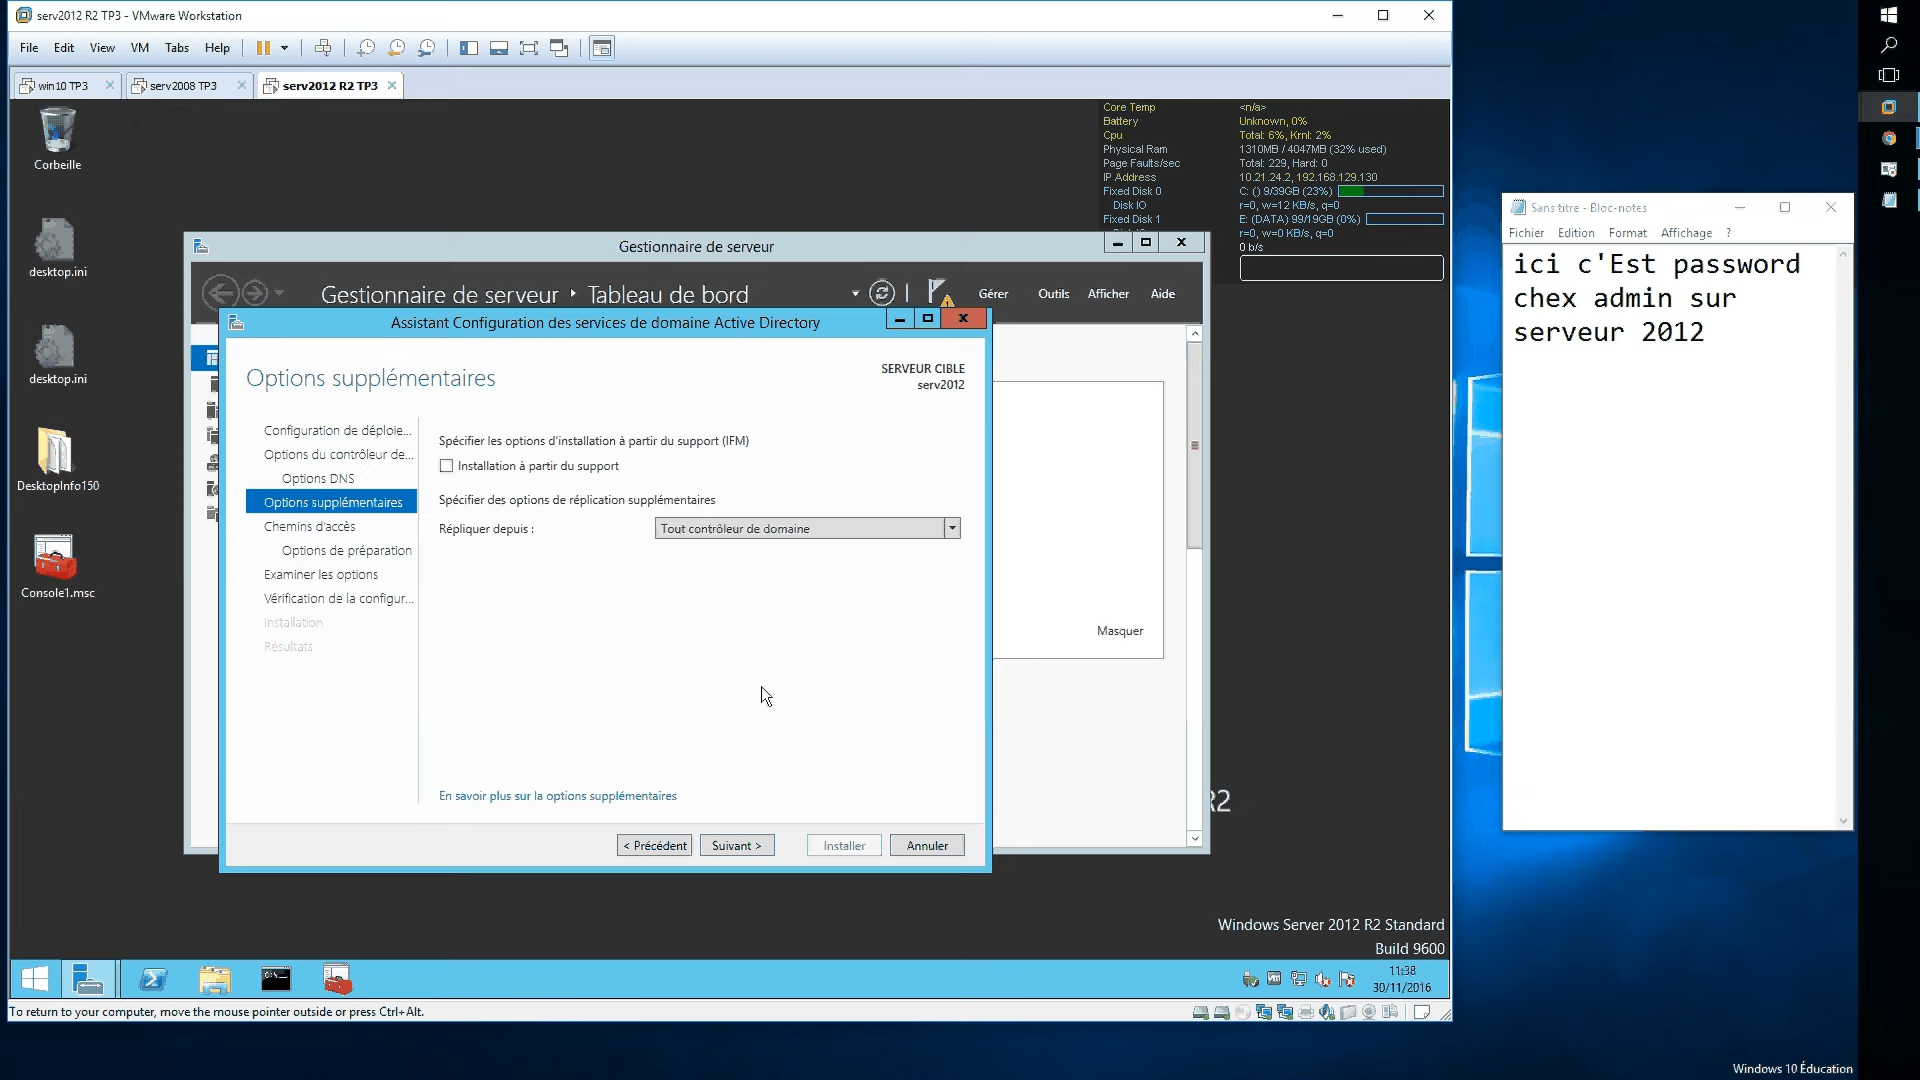 serv2012 R2 TP3 - VMware Workstation
File Edit View VM Tabs Help
win10 TP3
serv2008 TP3
serv2012 R2 TP3
Corbeille
desktop.ini
desktop.ini
DesktopInfo150
Console1.msc
Core Temp <n/a>
Battery Unknown, 0%
Cpu Total: 6%, Krnl: 2%
Physical Ram 1310MB / 4047MB (32% used)
Page Faults/sec Total: 229, Hard: 0
IP Address 10.21.24.2, 192.168.129.130
Fixed Disk 0 C: () 9/39GB (23%)
Disk IO r=0, w=12 KB/s, q=0
Fixed Disk 1 E: (DATA) 99/19GB (0%)
r=0, w=0 KB/s, q=0
0 b/s
Gestionnaire de serveur
Gestionnaire de serveur Tableau de bord
Gérer Outils Afficher Aide
Assistant Configuration des services de domaine Active Directory
Options supplémentaires
SERVEUR CIBLE
serv2012
Configuration de déploie...
Options du contrôleur de...
Options DNS
Options supplémentaires
Chemins d'accès
Options de préparation
Examiner les options
Vérification de la configur...
Installation
Résultats
Spécifier les options d'installation à partir du support (IFM)
Installation à partir du support
Spécifier des options de réplication supplémentaires
Répliquer depuis : Tout contrôleur de domaine
En savoir plus sur la options supplémentaires
< Précédent Suivant > Installer Annuler
Masquer
R2
Windows Server 2012 R2 Standard
Build 9600
11:38
30/11/2016
To return to your computer, move the mouse pointer outside or press Ctrl+Alt.
Sans titre - Bloc-notes
Fichier Edition Format Affichage ?
ici c'Est password
chex admin sur
serveur 2012
Windows 10 Éducation